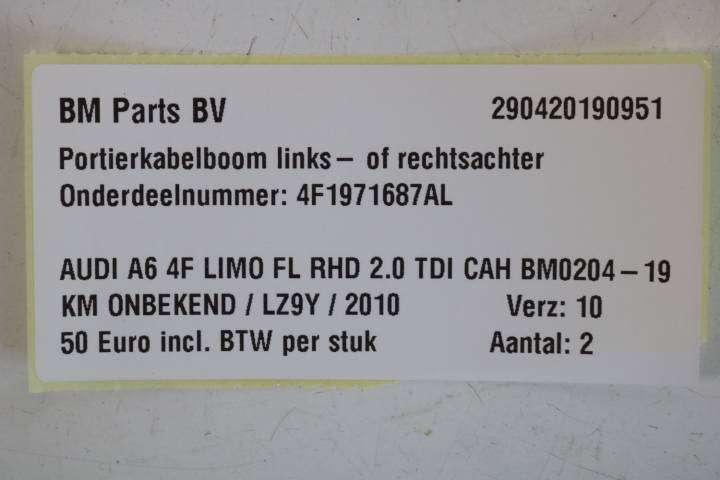 BM Parts BV 290420190951
Portierkabelboom links- of rechtsachter
Onderdeelnummer: 4F1971687AL
AUDI A6 4F LIMO FL RHD 2.0 TDI CAH BM0204-19
KM ONBEKEND / LZ9Y / 2010 Verz: 10
50 Euro incl. BTW per stuk Aantal: 2